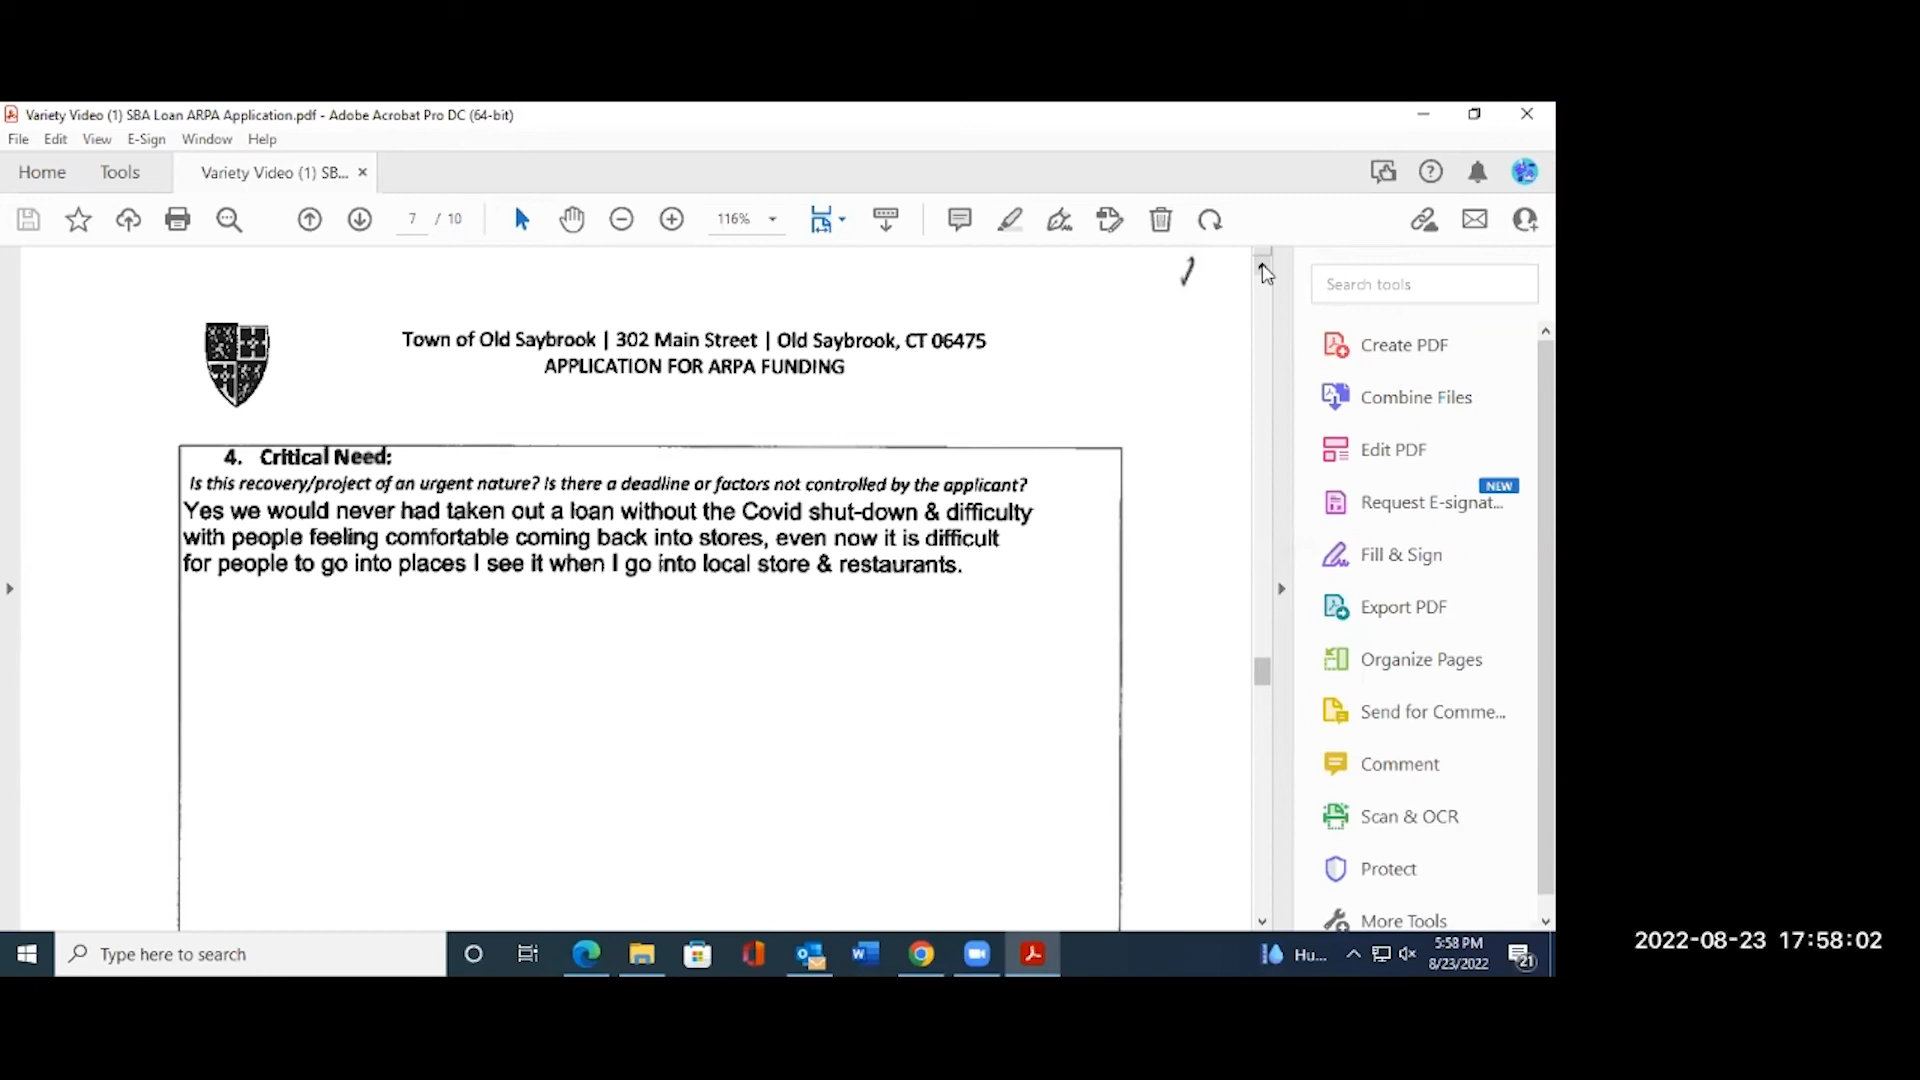 Variety Video (1) SBA Loan ARPA Application.pdf - Adobe Acrobat Pro DC (64-bit)
File Edit View E-Sign Window Help
Home Tools Variety Video (1) SB... ×
7 / 10 116%
Search tools
Town of Old Saybrook | 302 Main Street | Old Saybrook, CT 06475
APPLICATION FOR ARPA FUNDING
4. Critical Need:
Is this recovery/project of an urgent nature? Is there a deadline or factors not controlled by the applicant?
Yes we would never had taken out a loan without the Covid shut-down & difficulty
with people feeling comfortable coming back into stores, even now it is difficult
for people to go into places I see it when I go into local store & restaurants.
Create PDF
Combine Files
Edit PDF
NEW
Request E-signat...
Fill & Sign
Export PDF
Organize Pages
Send for Comme...
Comment
Scan & OCR
Protect
More Tools
Type here to search
Hu...
5:58 PM
8/23/2022
21
2022-08-23 17:58:02